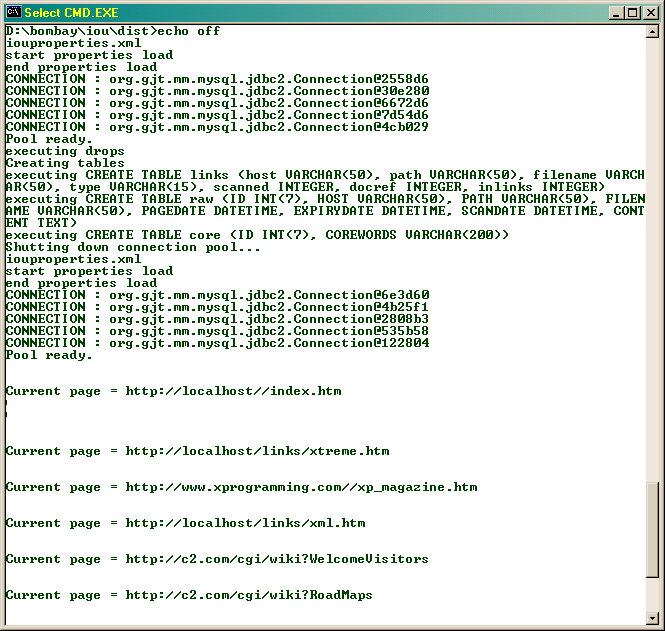 Select CMD.EXE
D:\bombay\iou\dist>echo off
iouproperties.xml
start properties load
end properties load
CONNECTION : org.gjt.mm.mysql.jdbc2.Connection@2558d6
CONNECTION : org.gjt.mm.mysql.jdbc2.Connection@30e280
CONNECTION : org.gjt.mm.mysql.jdbc2.Connection@6672d6
CONNECTION : org.gjt.mm.mysql.jdbc2.Connection@7d54d6
CONNECTION : org.gjt.mm.mysql.jdbc2.Connection@4cb029
Pool ready.
executing drops
Creating tables
executing CREATE TABLE links (host VARCHAR(50), path VARCHAR(50), filename VARCH
AR(50), type VARCHAR(15), scanned INTEGER, docref INTEGER, inlinks INTEGER)
executing CREATE TABLE raw (ID INT(7), HOST VARCHAR(50), PATH VARCHAR(50), FILEN
AME VARCHAR(50), PAGEDATE DATETIME, EXPIRYDATE DATETIME, SCANDATE DATETIME, CONT
ENT TEXT)
executing CREATE TABLE core (ID INT(7), COREWORDS VARCHAR(200))
Shutting down connection pool...
iouproperties.xml
start properties load
end properties load
CONNECTION : org.gjt.mm.mysql.jdbc2.Connection@6e3d60
CONNECTION : org.gjt.mm.mysql.jdbc2.Connection@4b25f1
CONNECTION : org.gjt.mm.mysql.jdbc2.Connection@2808b3
CONNECTION : org.gjt.mm.mysql.jdbc2.Connection@535b58
CONNECTION : org.gjt.mm.mysql.jdbc2.Connection@122804
Pool ready.
Current page = http://localhost//index.htm
Current page = http://localhost/links/xtreme.htm
Current page = http://www.xprogramming.com//xp_magazine.htm
Current page = http://localhost/links/xml.htm
Current page = http://c2.com/cgi/wiki?WelcomeVisitors
Current page = http://c2.com/cgi/wiki?RoadMaps